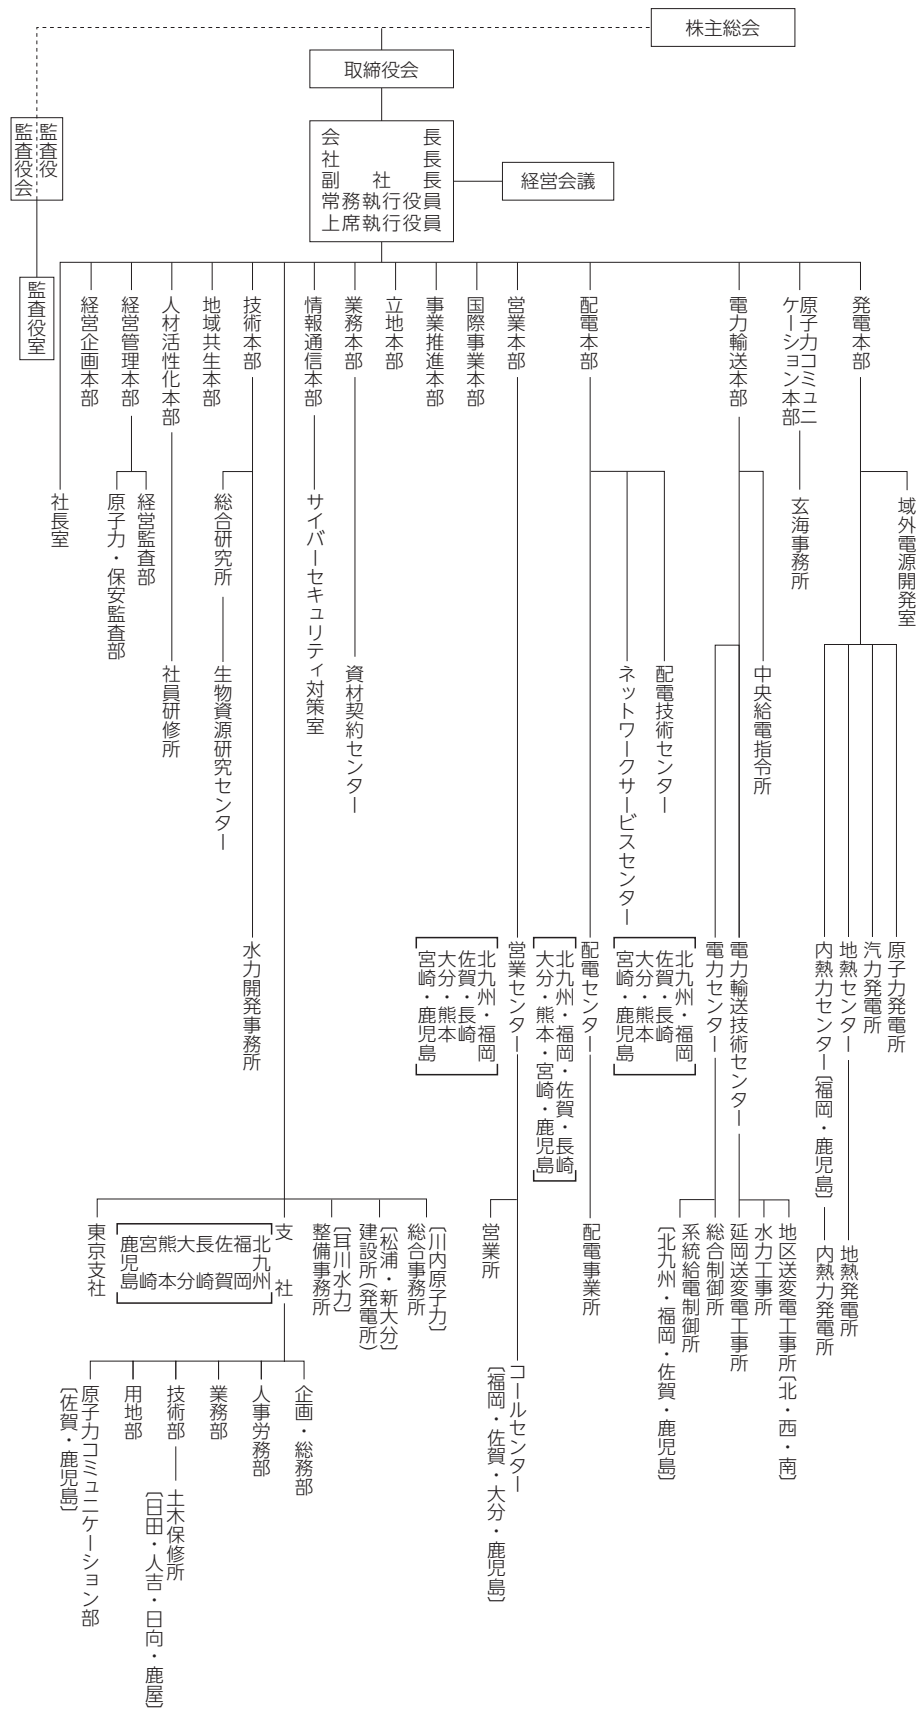 株主総会
取締役会
監査役
監査役会
会長
社長
副社長
常務執行役員
上席執行役員
経営会議
監査役室
社長室
経営企画本部
経営管理本部
経営監査部
原子力・保安監査部
人材活性化本部
社員研修所
地域共生本部
技術本部
総合研究所
生物資源研究センター
水力開発事務所
情報通信本部
サイバーセキュリティ対策室
業務本部
資材契約センター
立地本部
事業推進本部
国際事業本部
営業本部
営業センター
北九州・福岡
佐賀・長崎
大分・熊本
宮崎・鹿児島
営業所
コールセンター
〔福岡・佐賀・大分・鹿児島〕
配電本部
配電技術センター
ネットワークサービスセンター
北九州・福岡
佐賀・長崎
大分・熊本
宮崎・鹿児島
配電センター
北九州・福岡・佐賀・長崎
大分・熊本・宮崎・鹿児島
配電事業所
電力輸送本部
中央給電指令所
電力輸送技術センター
地区送変電工事所〔北・西・南〕
水力工事所
延岡送変電工事所
電力センター
総合制御所
系統給電制御所
〔北九州・福岡・佐賀・鹿児島〕
原子力コミュニ
ケーション本部
玄海事務所
発電本部
域外電源開発室
原子力発電所
汽力発電所
地熱センター
地熱発電所
内熱力センター〔福岡・鹿児島〕
内熱力発電所
川内原子力
総合事務所
〔川内原子力〕
建設所(発電所)
〔松浦・新大分〕
整備事務所
〔耳川水力〕
支社
北九州
福岡
佐賀
長崎
大分
熊本
宮崎
鹿児島
東京支社
企画・総務部
人事労務部
業務部
技術部
土木保修所
〔日田・人吉・日向・鹿屋〕
用地部
原子力コミュニケーション部
〔佐賀・鹿児島〕